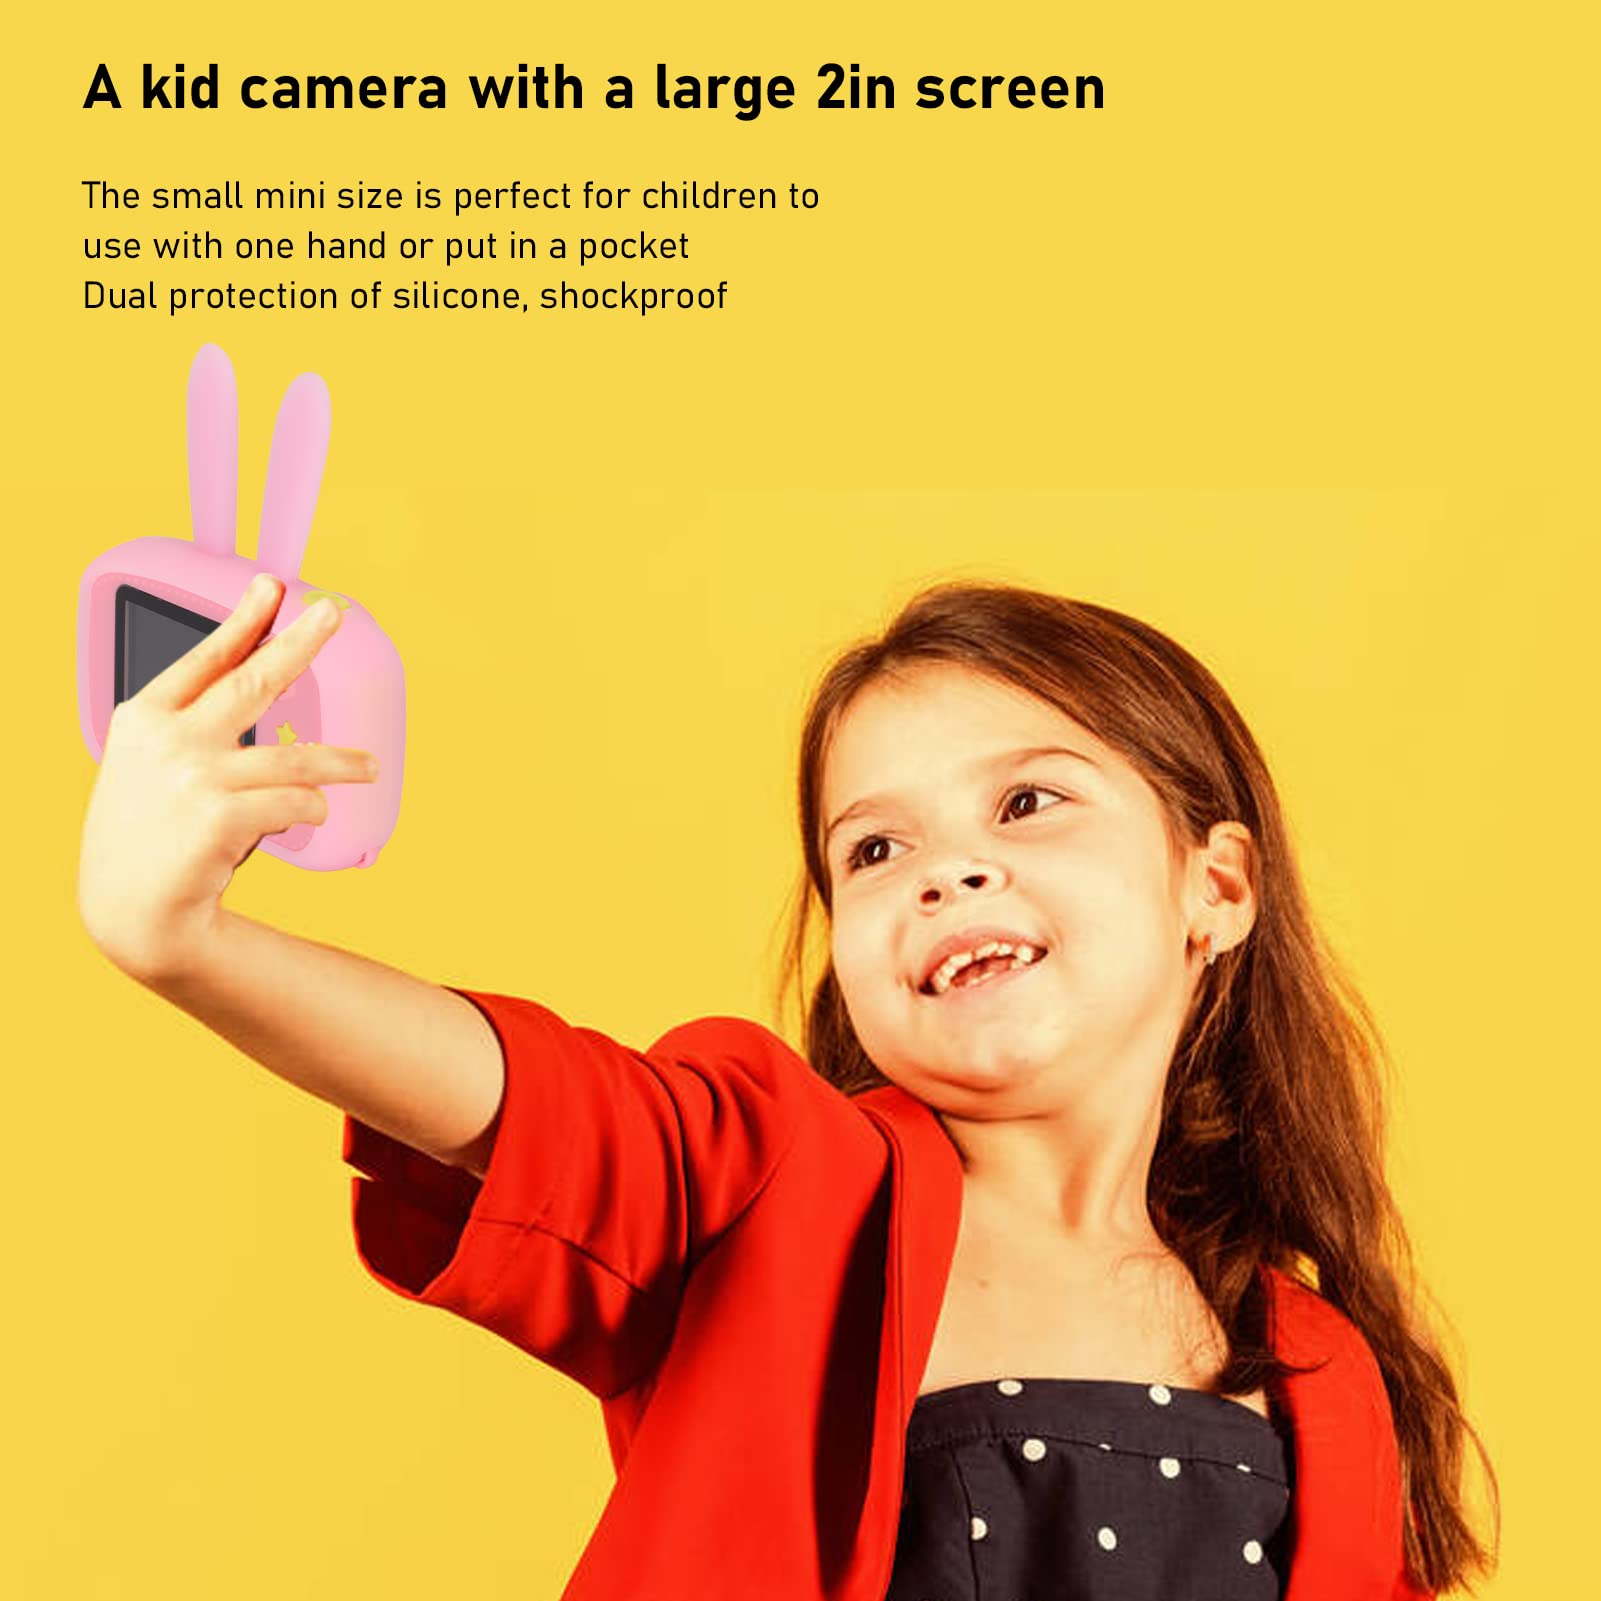 A kid camera with a large 2in screen
The small mini size is perfect for children to
use with one hand or put in a pocket
Dual protection of silicone, shockproof